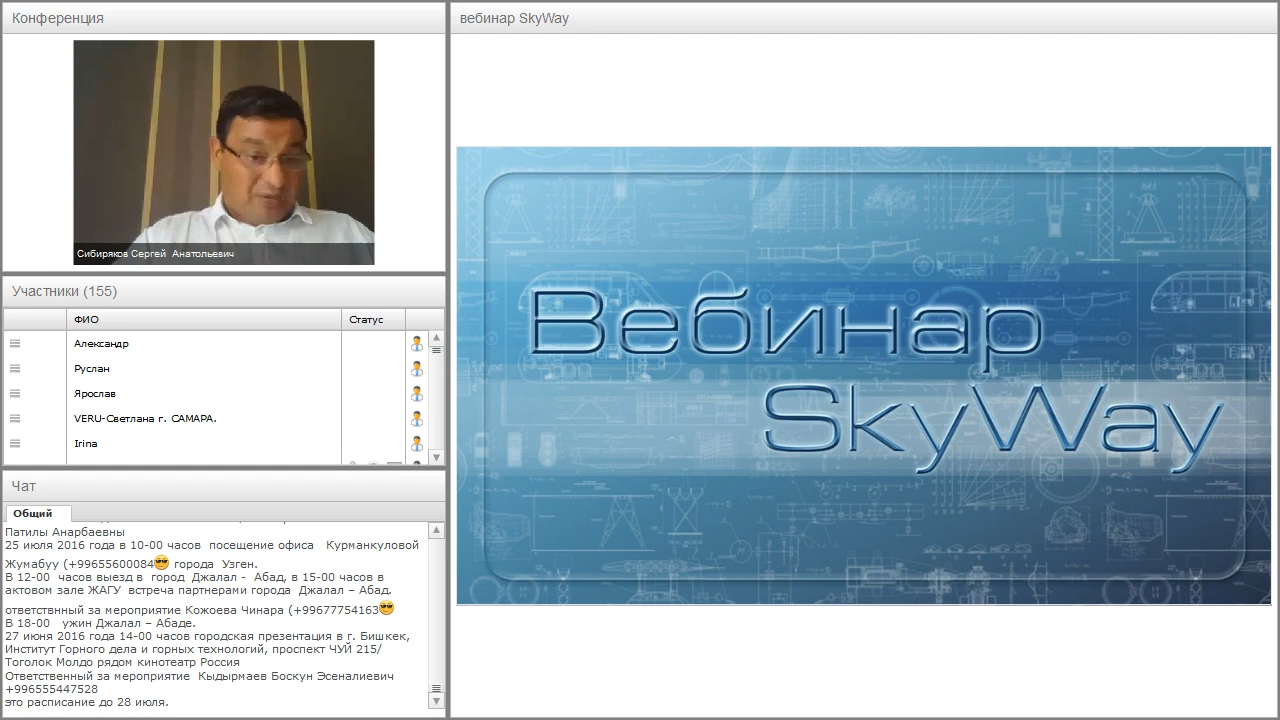 Конференция
Сибиряков Сергей Анатольевич
Участники (155)
ФИО Статус
Александр
Руслан
Ярослав
VERU-Светлана г. САМАРА.
Irina
Чат
Общий
Патилы Анарбаевны
25 июля 2016 года в 10-00 часов посещение офиса Курманкуловой
Жумабуу (+99655600084 города Узген.
В 12-00 часов выезд в город Джалал - Абад, в 15-00 часов в
актовом зале ЖАГУ встреча партнерами города Джалал – Абад.
ответствнный за мероприятие Кожоева Чинара (+99677754163
В 18-00 ужин Джалал – Абаде.
27 июня 2016 года 14-00 часов городская презентация в г. Бишкек,
Институт Горного дела и горных технологий, проспект ЧУЙ 215/
Тоголок Молдо рядом кинотеатр Россия
Ответственный за мероприятие Кыдырмаев Боскун Эсеналиевич
+996555447528
это расписание до 28 июля.
вебинар SkyWay
Вебинар
SkyWay